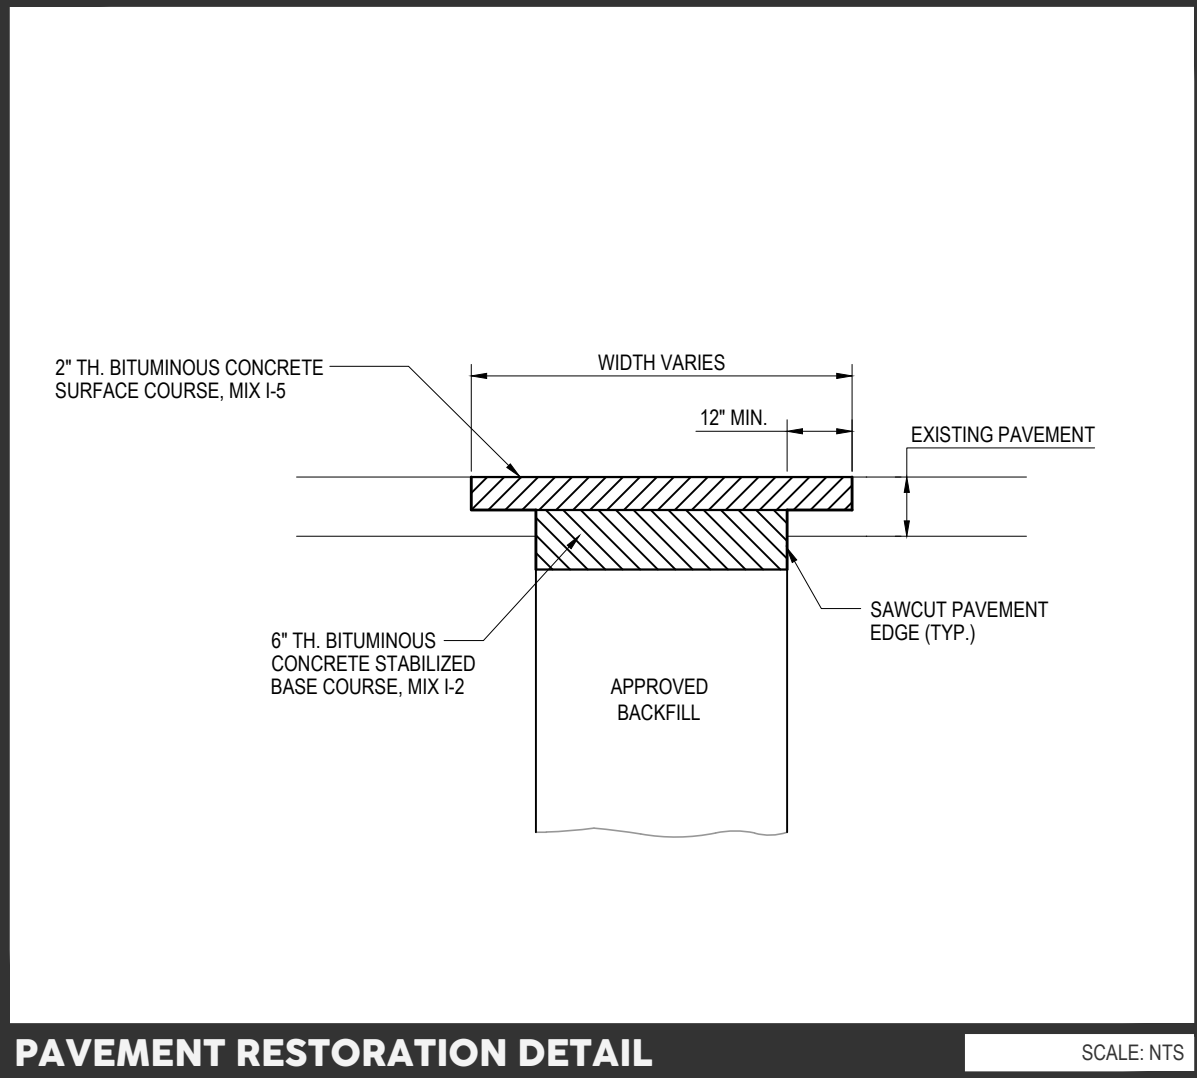 2" TH. BITUMINOUS CONCRETE
SURFACE COURSE, MIX I-5
WIDTH VARIES
12" MIN.
EXISTING PAVEMENT
SAWCUT PAVEMENT
EDGE (TYP.)
6" TH. BITUMINOUS
CONCRETE STABILIZED
BASE COURSE, MIX I-2
APPROVED
BACKFILL
PAVEMENT RESTORATION DETAIL
SCALE: NTS